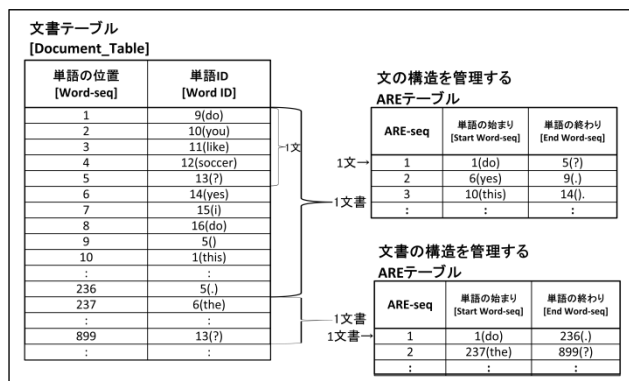 文書テーブル
[Document_Table]
単語の位置 単語ID
[Word-seq] [Word ID]
1 9(do)
2 10(you)
3 11(like)
4 12(soccer)
5 13(?)
6 14(yes)
7 15(i)
8 16(do)
9 5()
10 1(this)
: :
236 5(.)
237 6(the)
: :
899 13(?)
: :
1文
1文書
1文書
文の構造を管理する
AREテーブル
ARE-seq 単語の始まり 単語の終わり
[Start Word-seq] [End Word-seq]
1文→ 1 1(do) 5(?)
2 6(yes) 9(.)
3 10(this) 14().
: : :
文書の構造を管理する
AREテーブル
ARE-seq 単語の始まり 単語の終わり
[Start Word-seq] [End Word-seq]
1文書→ 1 1(do) 236(.)
2 237(the) 899(?)
: : :